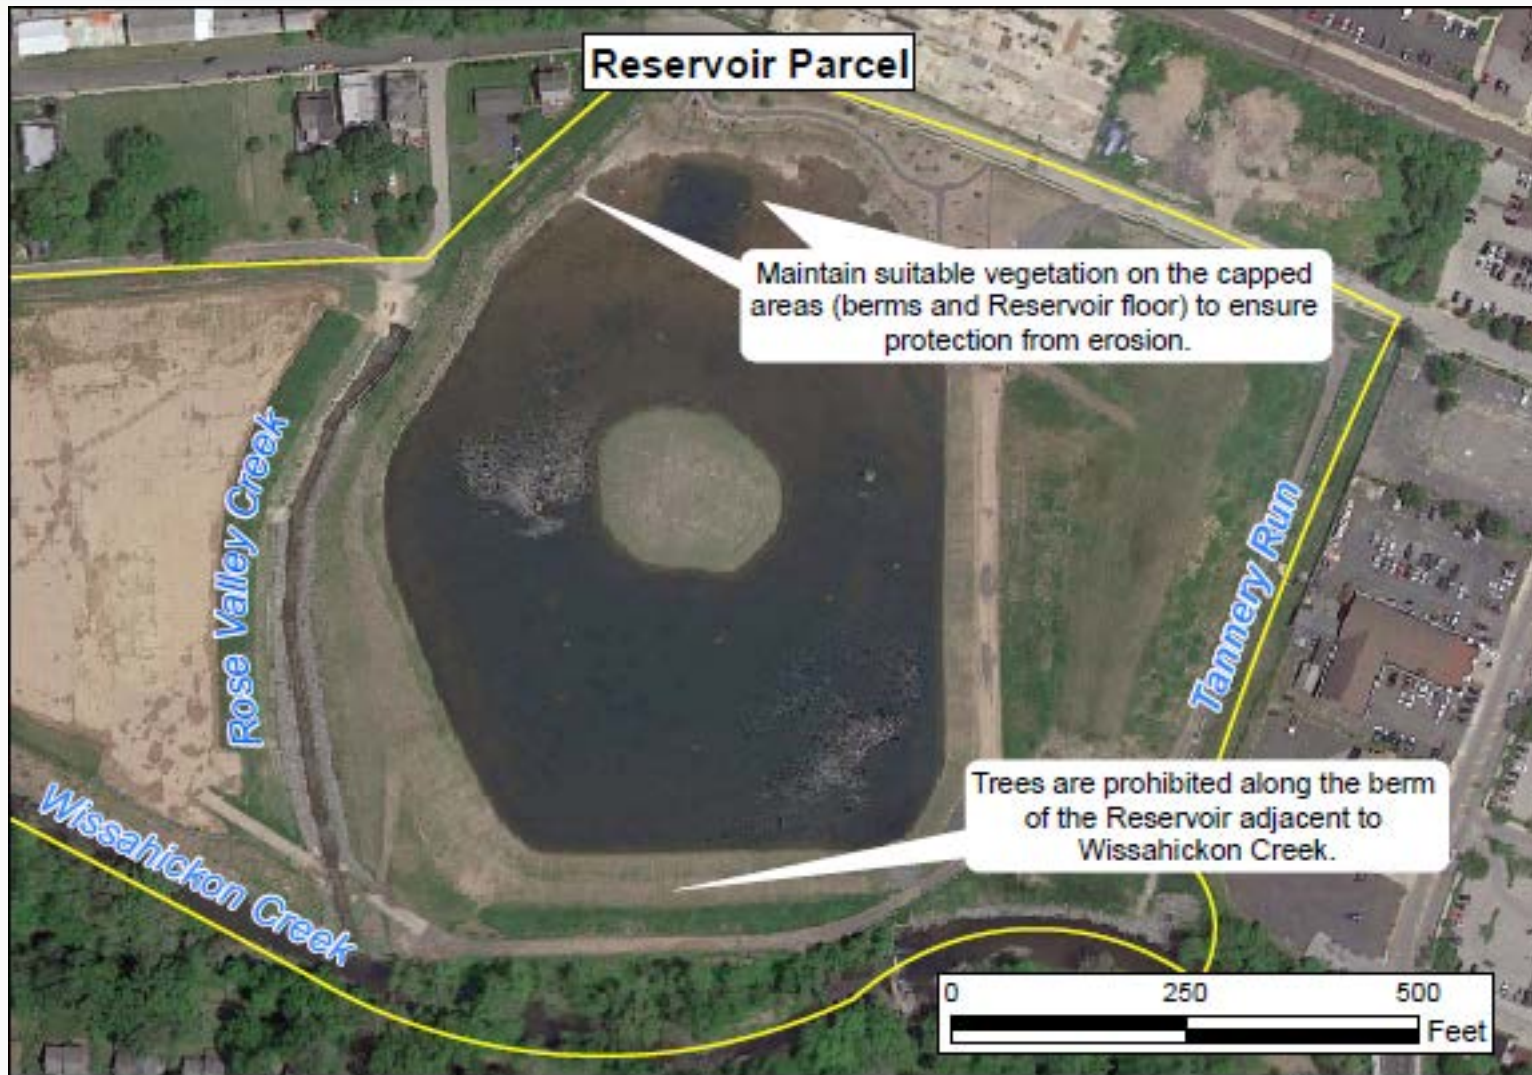 Reservoir Parcel
Maintain suitable vegetation on the capped
areas (berms and Reservoir floor) to ensure
protection from erosion.
Rose Valley Creek
Tannery Run
Trees are prohibited along the berm
of the Reservoir adjacent to
Wissahickon Creek.
Wissahickon Creek
0 250 500
Feet